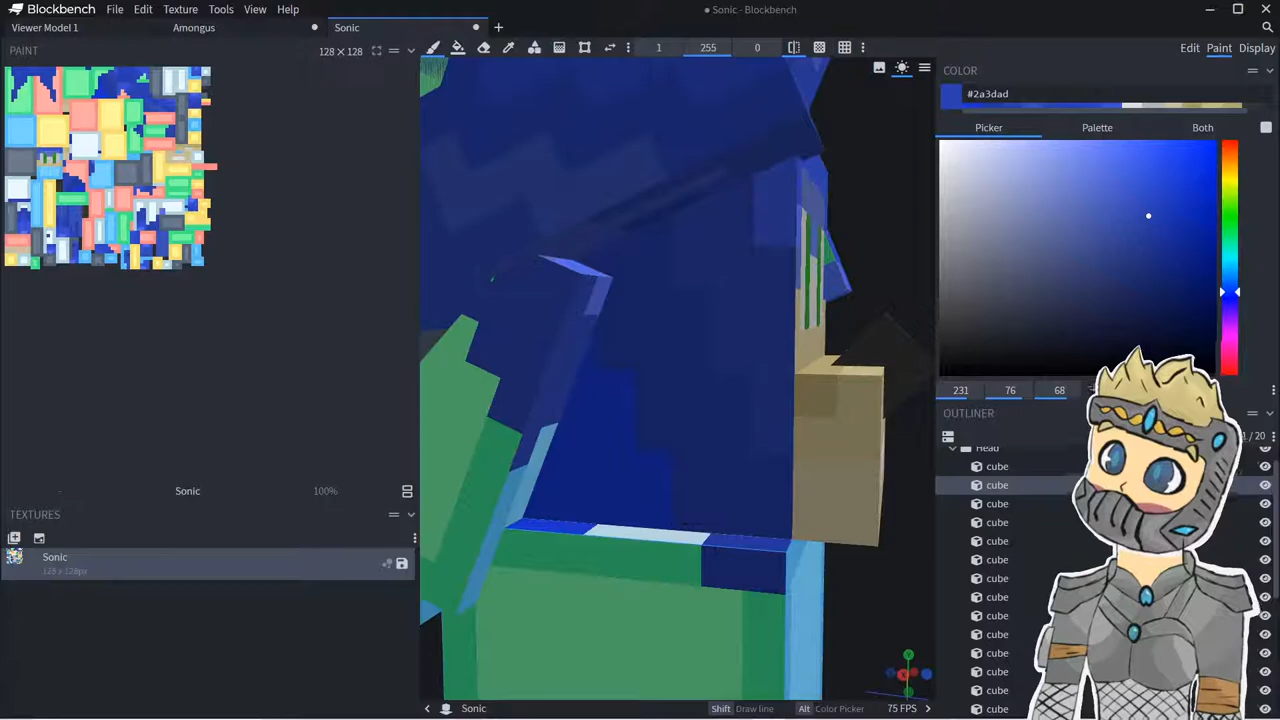 Blockbench File Edit Texture Tools View Help
● Sonic - Blockbench
Viewer Model 1 Amongus Sonic
PAINT 128 × 128
1 255 0
Edit Paint Display
COLOR
#2a3dad
Picker Palette Both
231 76 68
OUTLINER
/ 20
Head
cube
cube
cube
cube
cube
cube
cube
cube
cube
cube
cube
cube
cube
cube
- Sonic 100%
TEXTURES
Sonic
128 x 128px
Sonic
Shift Draw line Alt Color Picker 75 FPS